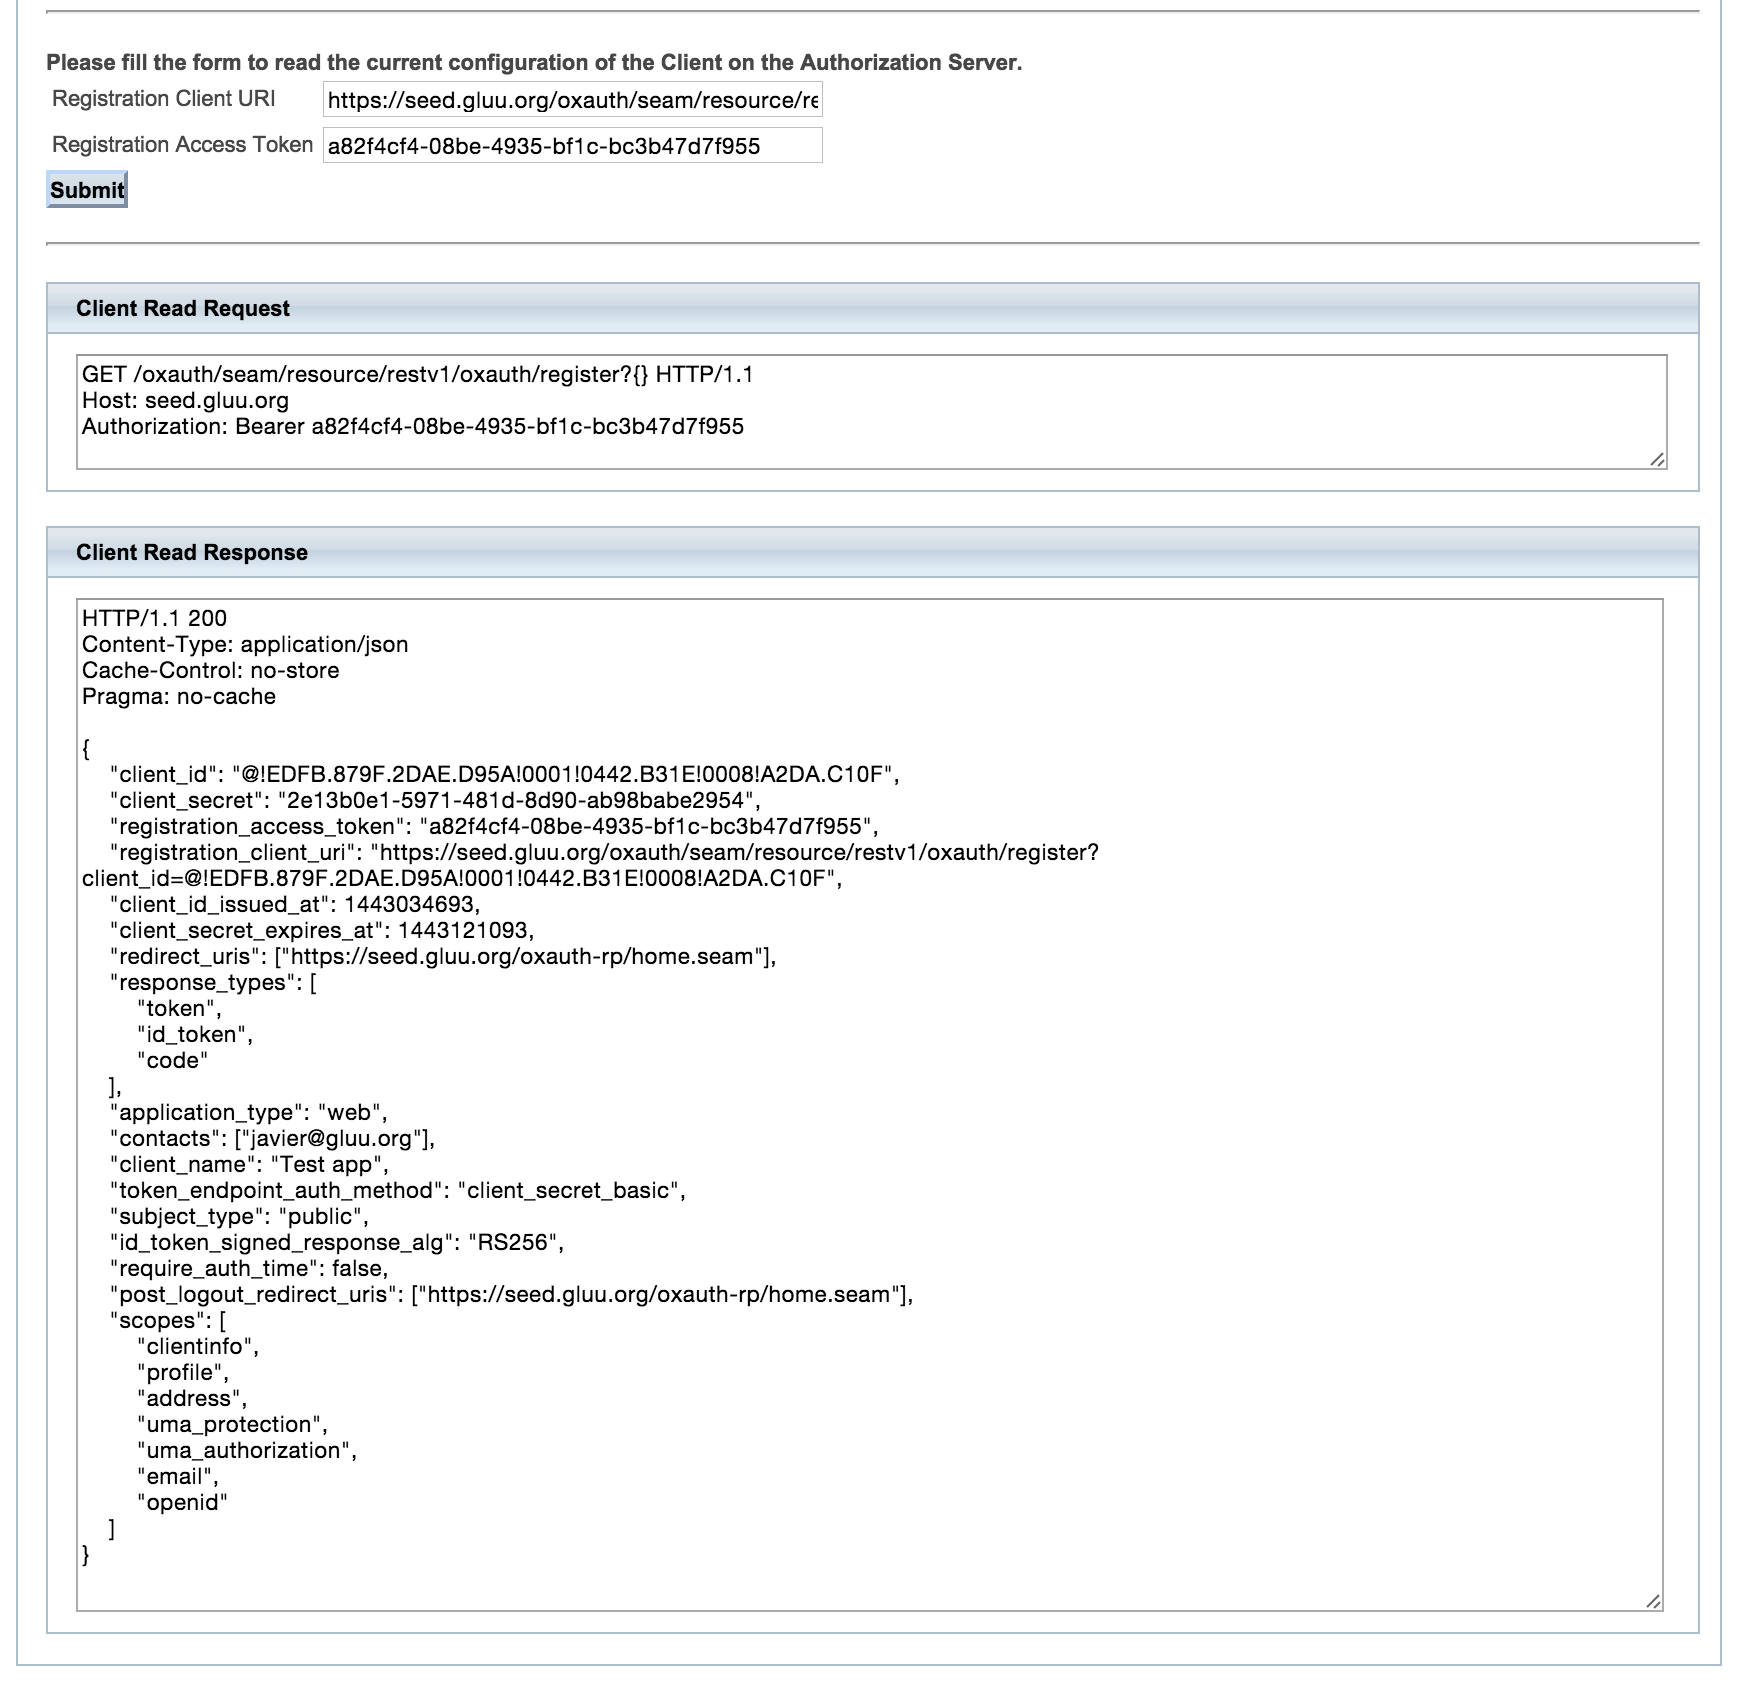 Please fill the form to read the current configuration of the Client on the Authorization Server.
Registration Client URI https://seed.gluu.org/oxauth/seam/resource/re
Registration Access Token a82f4cf4-08be-4935-bf1c-bc3b47d7f955
Submit
Client Read Request
GET /oxauth/seam/resource/restv1/oxauth/register?{} HTTP/1.1
Host: seed.gluu.org
Authorization: Bearer a82f4cf4-08be-4935-bf1c-bc3b47d7f955
Client Read Response
HTTP/1.1 200
Content-Type: application/json
Cache-Control: no-store
Pragma: no-cache
{
"client_id": "@!EDFB.879F.2DAE.D95A!0001!0442.B31E!0008!A2DA.C10F",
"client_secret": "2e13b0e1-5971-481d-8d90-ab98babe2954",
"registration_access_token": "a82f4cf4-08be-4935-bf1c-bc3b47d7f955",
"registration_client_uri": "https://seed.gluu.org/oxauth/seam/resource/restv1/oxauth/register?
client_id=@!EDFB.879F.2DAE.D95A!0001!0442.B31E!0008!A2DA.C10F",
"client_id_issued_at": 1443034693,
"client_secret_expires_at": 1443121093,
"redirect_uris": ["https://seed.gluu.org/oxauth-rp/home.seam"],
"response_types": [
"token",
"id_token",
"code"
],
"application_type": "web",
"contacts": ["javier@gluu.org"],
"client_name": "Test app",
"token_endpoint_auth_method": "client_secret_basic",
"subject_type": "public",
"id_token_signed_response_alg": "RS256",
"require_auth_time": false,
"post_logout_redirect_uris": ["https://seed.gluu.org/oxauth-rp/home.seam"],
"scopes": [
"clientinfo",
"profile",
"address",
"uma_protection",
"uma_authorization",
"email",
"openid"
]
}